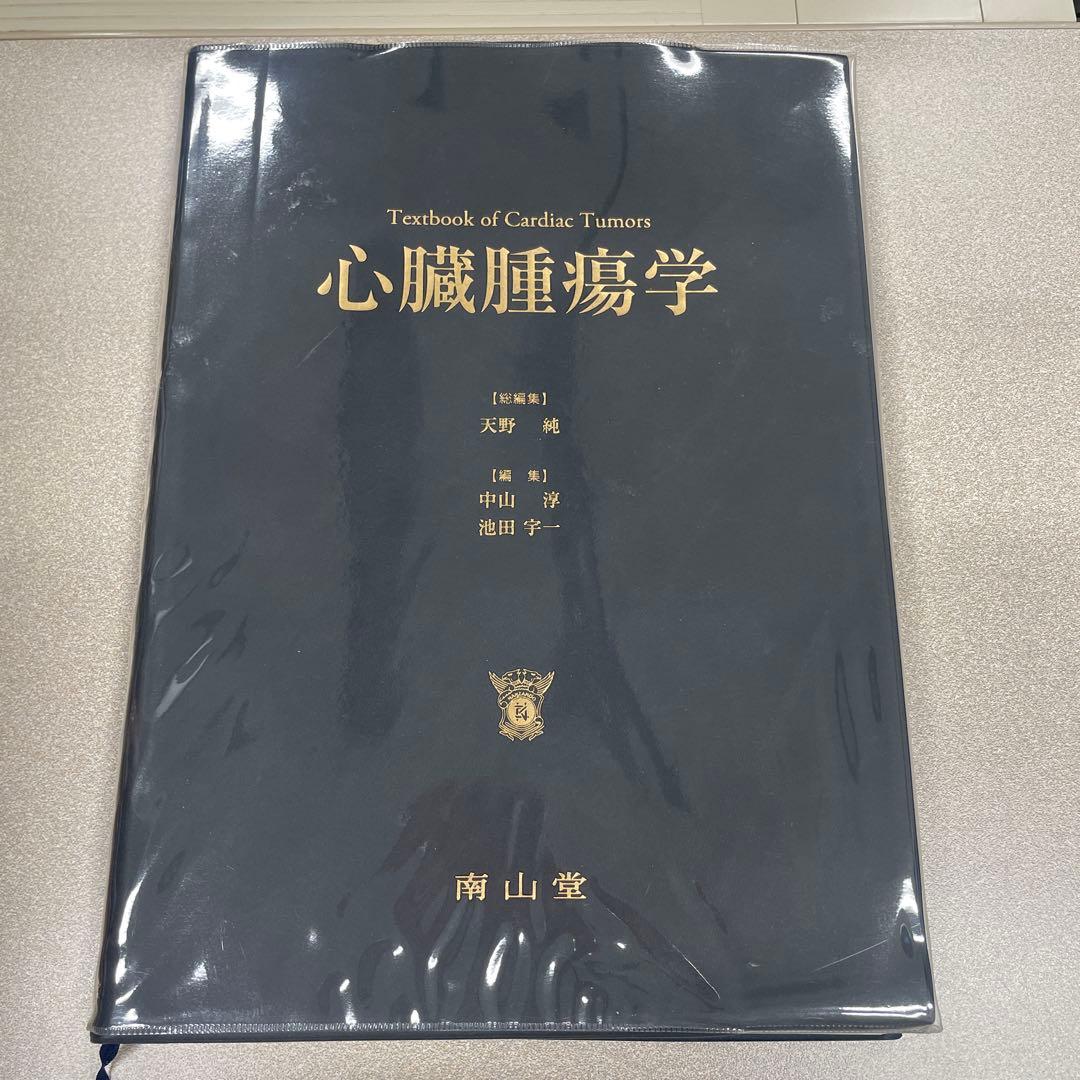 Textbook of Cardiac Tumors
心臓腫瘍学
【総編集】
天野 純
【編 集】
中山 淳
池田 宇一
NANZANDO
南山堂